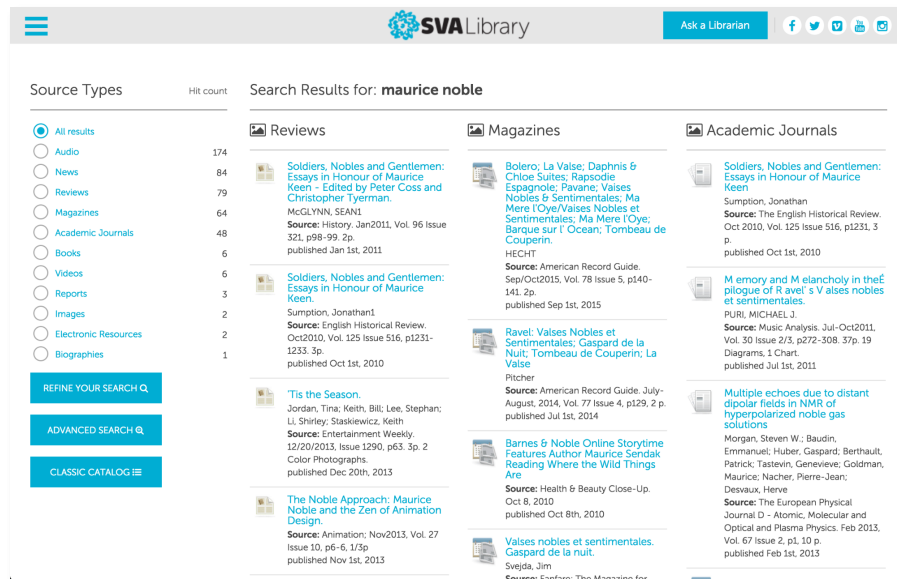 SVALibrary
Ask a Librarian
Source Types
Hit count
All results
Audio 174
News 84
Reviews 79
Magazines 64
Academic Journals 48
Books 6
Videos 6
Reports 3
Images 2
Electronic Resources 2
Biographies 1
REFINE YOUR SEARCH
ADVANCED SEARCH
CLASSIC CATALOG
Search Results for: maurice noble
Reviews
Soldiers, Nobles and Gentlemen:
Essays in Honour of Maurice
Keen - Edited by Peter Coss and
Christopher Tyerman.
McGLYNN, SEAN1
Source: History. Jan2011, Vol. 96 Issue
321, p98-99. 2p.
published Jan 1st, 2011
Soldiers, Nobles and Gentlemen:
Essays in Honour of Maurice
Keen.
Sumption, Jonathan1
Source: English Historical Review.
Oct2010, Vol. 125 Issue 516, p1231-
1233. 3p.
published Oct 1st, 2010
'Tis the Season.
Jordan, Tina; Keith, Bill; Lee, Stephan;
Li, Shirley; Staskiewicz, Keith
Source: Entertainment Weekly.
12/20/2013, Issue 1290, p63. 3p. 2
Color Photographs.
published Dec 20th, 2013
The Noble Approach: Maurice
Noble and the Zen of Animation
Design.
Source: Animation; Nov2013, Vol. 27
Issue 10, p6-6, 1/3p
published Nov 1st, 2013
Magazines
Bolero; La Valse; Daphnis &
Chloe Suites; Rapsodie
Espagnole; Pavane; Vaises
Nobles & Sentimentales; Ma
Mere l'Oye/Vaises Nobles et
Sentimentales; Ma Mere l'Oye;
Barque sur l' Ocean; Tombeau de
Couperin.
HECHT
Source: American Record Guide.
Sep/Oct2015, Vol. 78 Issue 5, p140-
141. 2p.
published Sep 1st, 2015
Ravel: Valses Nobles et
Sentimentales; Gaspard de la
Nuit; Tombeau de Couperin; La
Valse
Pitcher
Source: American Record Guide. July-
August, 2014, Vol. 77 Issue 4, p129, 2 p.
published Jul 1st, 2014
Barnes & Noble Online Storytime
Features Author Maurice Sendak
Reading Where the Wild Things
Are
Source: Health & Beauty Close-Up.
Oct 8, 2010
published Oct 8th, 2010
Valses nobles et sentimentales.
Gaspard de la nuit.
Svejda, Jim
Source: Fanfare: The Magazine for
Academic Journals
Soldiers, Nobles and Gentlemen:
Essays in Honour of Maurice
Keen
Sumption, Jonathan
Source: The English Historical Review.
Oct 2010, Vol. 125 Issue 516, p1231, 3
p.
published Oct 1st, 2010
M emory and M elancholy in theÉ
pilogue of R avel' s V alses nobles
et sentimentales.
PURI, MICHAEL J.
Source: Music Analysis. Jul-Oct2011,
Vol. 30 Issue 2/3, p272-308. 37p. 19
Diagrams, 1 Chart.
published Jul 1st, 2011
Multiple echoes due to distant
dipolar fields in NMR of
hyperpolarized noble gas
solutions
Morgan, Steven W.; Baudin,
Emmanuel; Huber, Gaspard; Berthault,
Patrick; Tastevin, Genevieve; Goldman,
Maurice; Nacher, Pierre-Jean;
Desvaux, Herve
Source: The European Physical
Journal D - Atomic, Molecular and
Optical and Plasma Physics. Feb 2013,
Vol. 67 Issue 2, p1, 10 p.
published Feb 1st, 2013